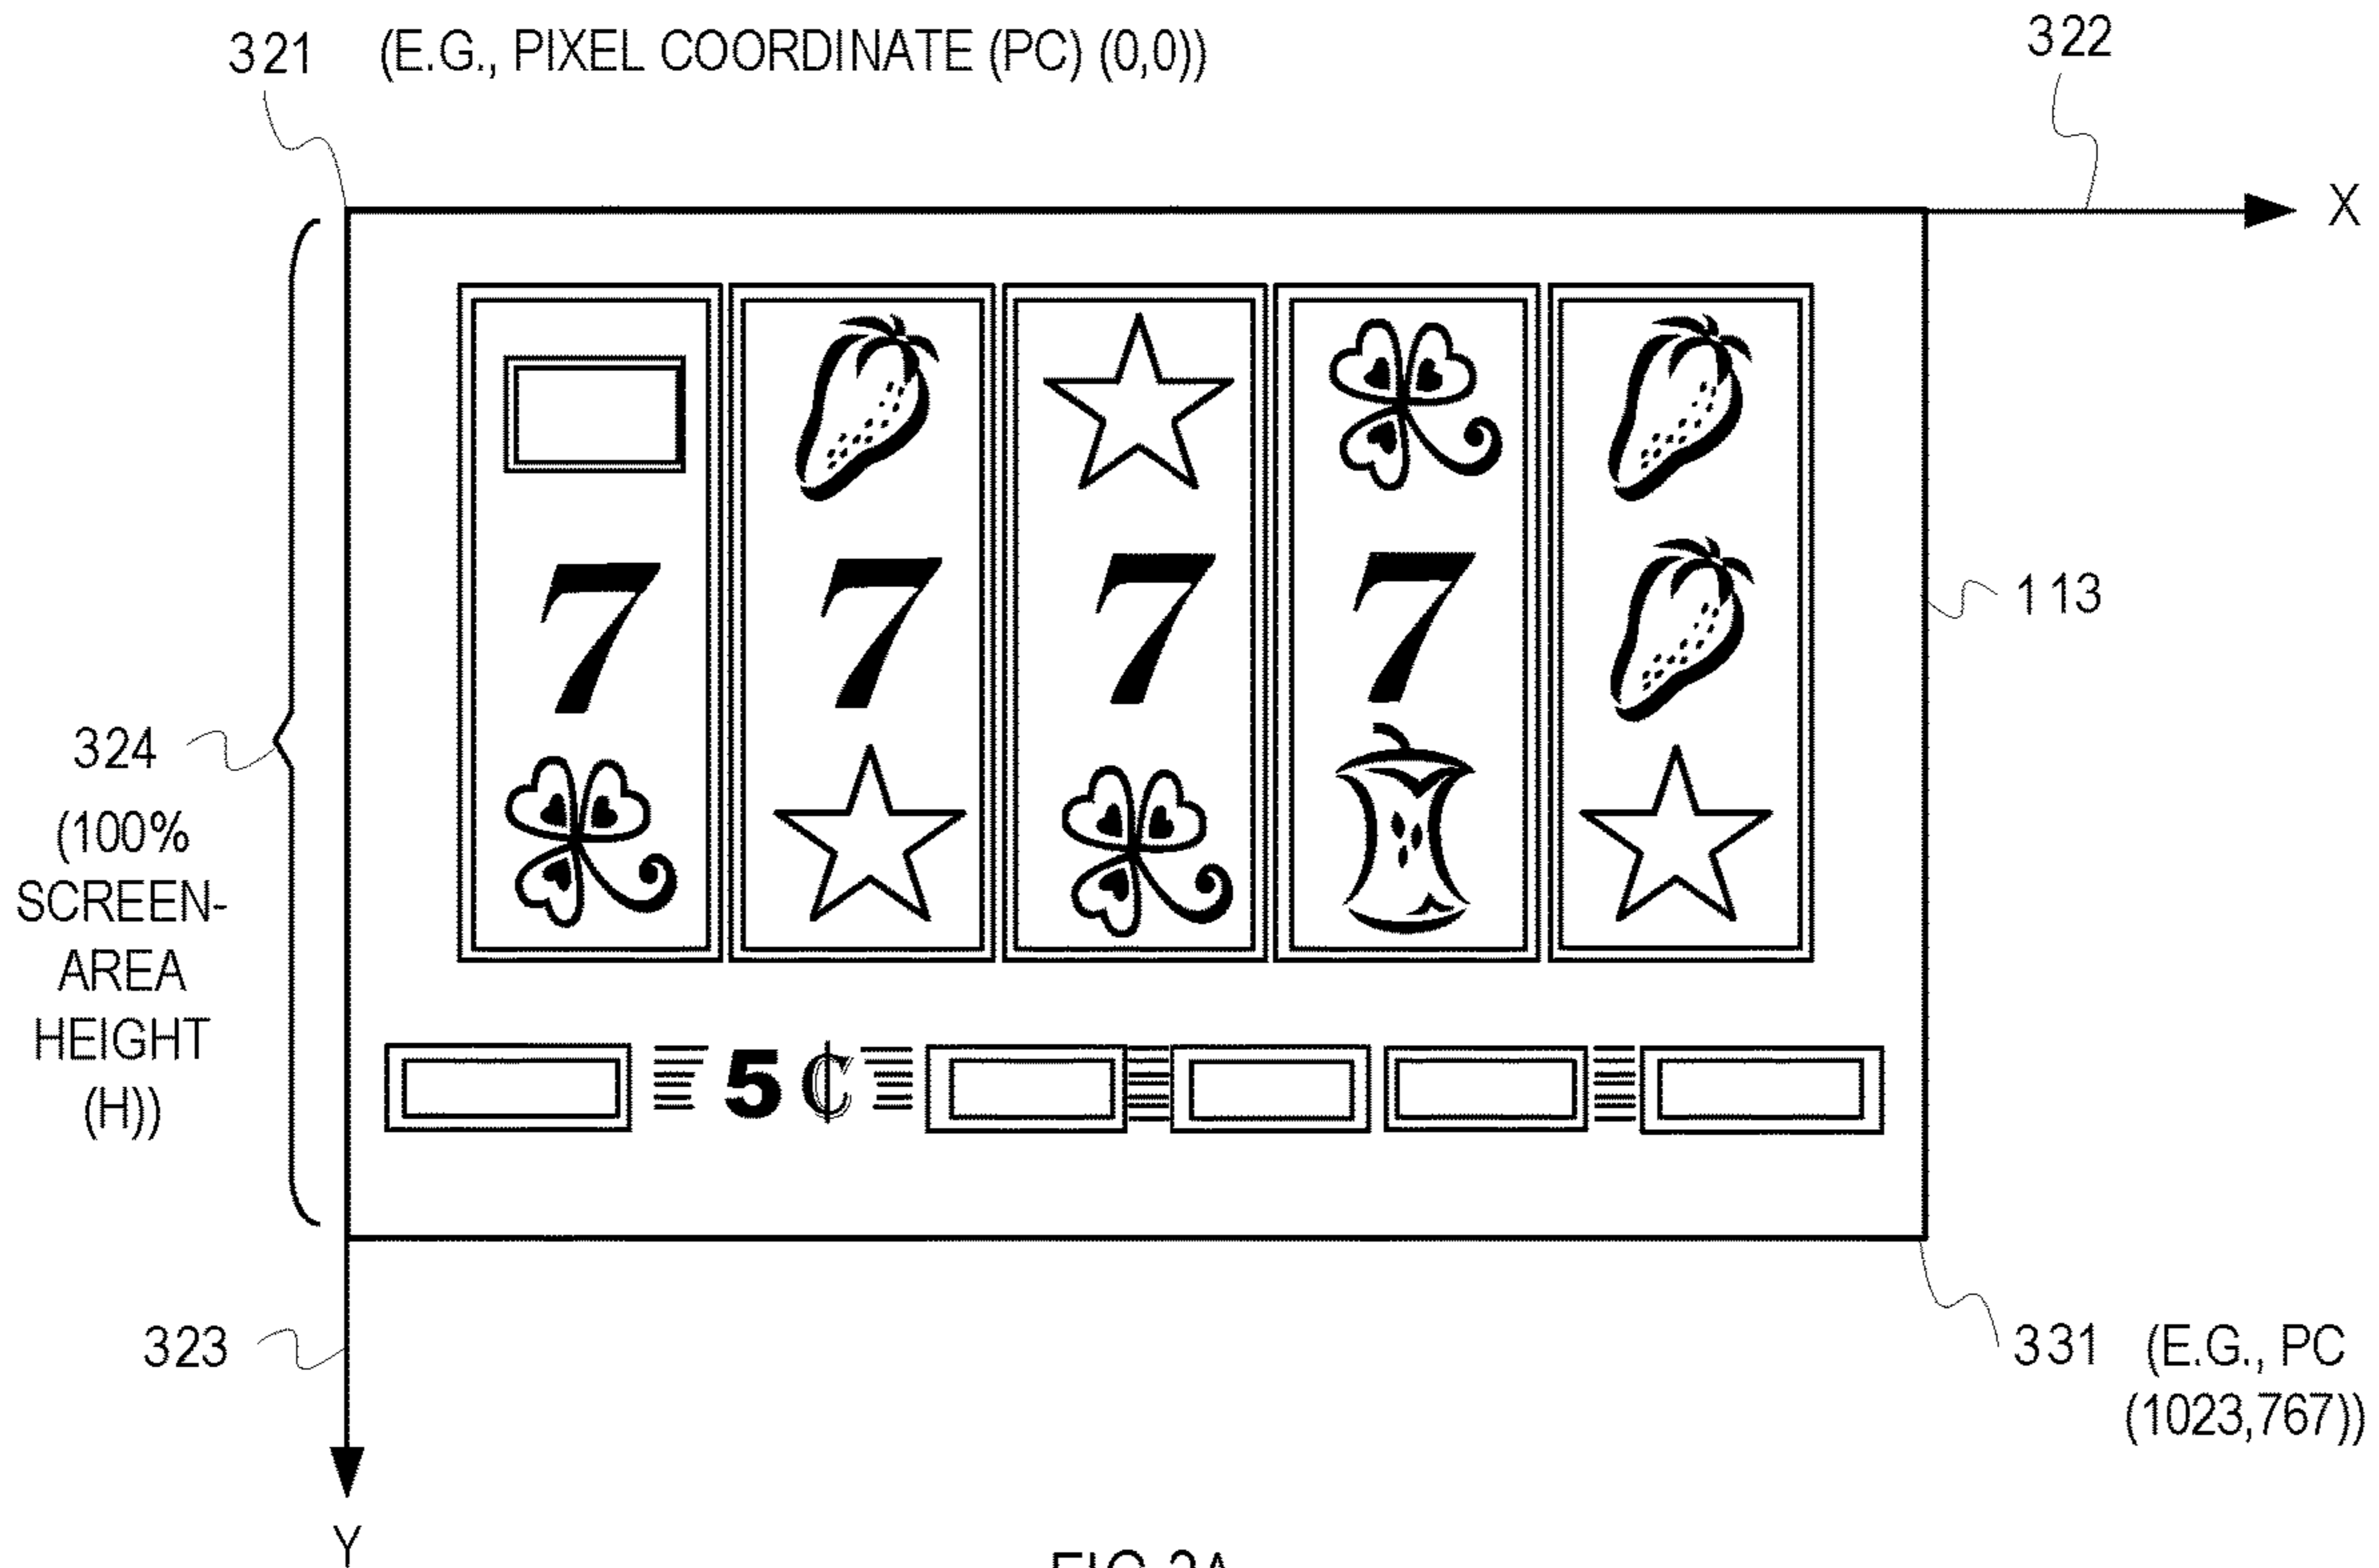 321 (E.G., PIXEL COORDINATE (PC) (0,0))
322
X
7 7 7 7
113
324
(100%
SCREEN-
AREA
HEIGHT
(H))
5 ₵
323
331 (E.G., PC
(1023,767))
Y